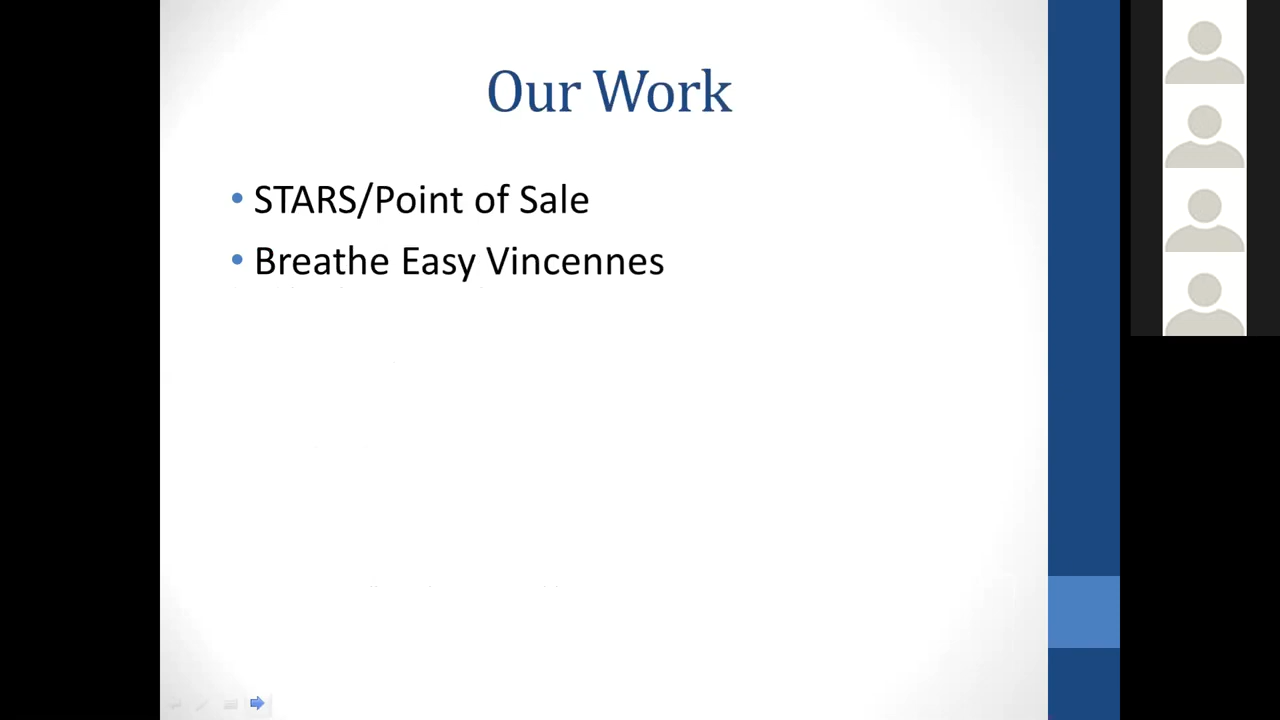 Our Work
• STARS/Point of Sale
• Breathe Easy Vincennes